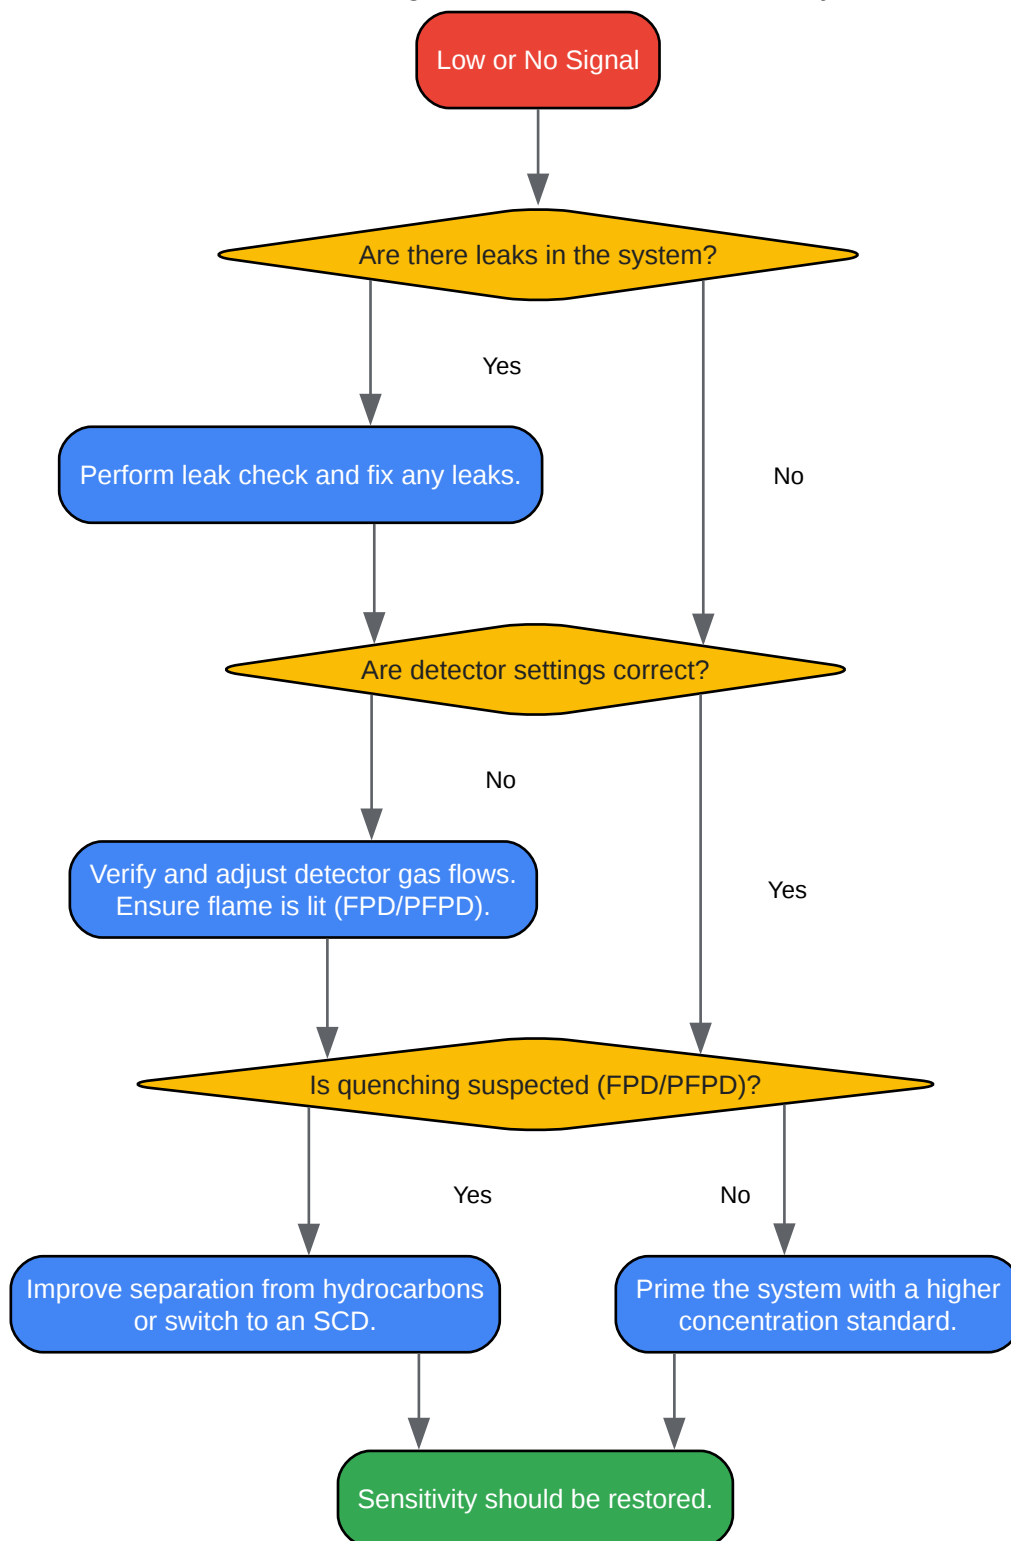 Low or No Signal
Are there leaks in the system?
Yes
Perform leak check and fix any leaks.
No
Are detector settings correct?
No
Verify and adjust detector gas flows.
Ensure flame is lit (FPD/PFPD).
Yes
Is quenching suspected (FPD/PFPD)?
Yes
No
Improve separation from hydrocarbons
or switch to an SCD.
Prime the system with a higher
concentration standard.
Sensitivity should be restored.